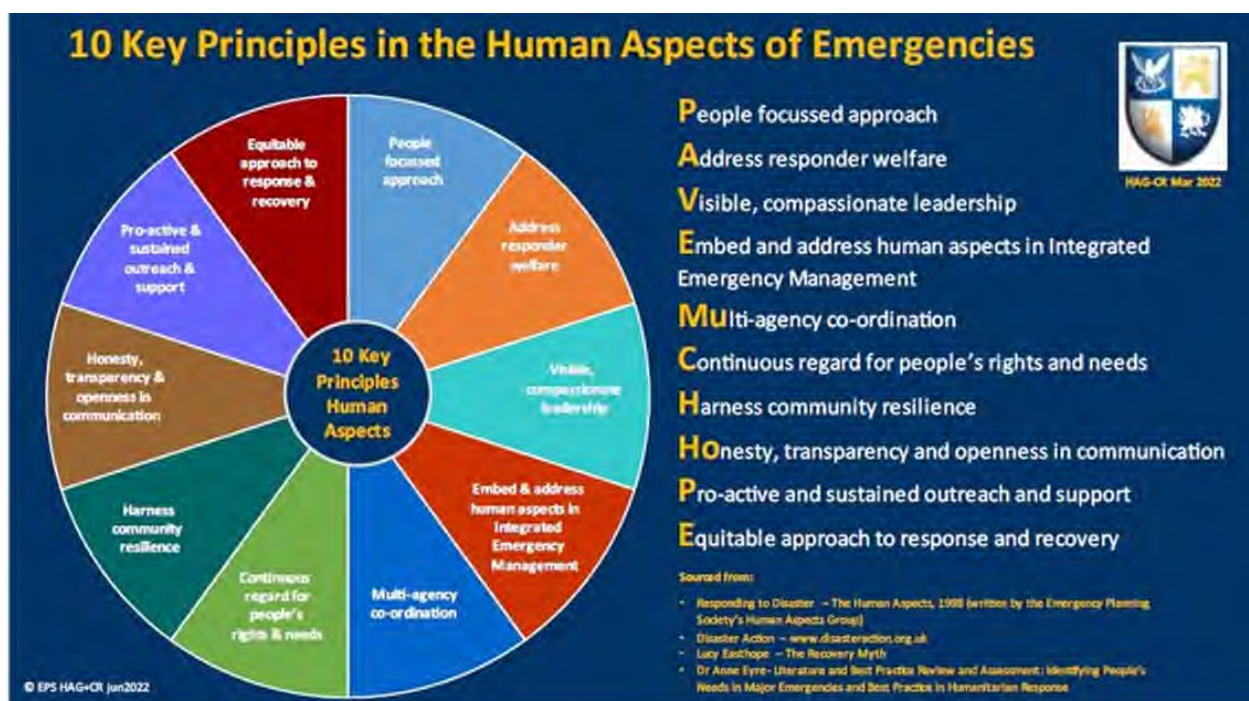 10 Key Principles in the Human Aspects of Emergencies
HAG-CR Mar 2022
Equitable
approach to
response &
recovery
People
focussed
approach
Address
responder
welfare
Visible,
compassionate
leadership
Embed & address
human aspects in
Integrated
Emergency
Management
Multi-agency
co-ordination
Continuous
regard for
people's
rights & needs
Harness
community
resilience
Honesty,
transparency &
openness in
communication
Pro-active &
sustained
outreach &
support
10 Key
Principles
Human
Aspects
People focussed approach
Address responder welfare
Visible, compassionate leadership
Embed and address human aspects in Integrated
Emergency Management
Multi-agency co-ordination
Continuous regard for people's rights and needs
Harness community resilience
Honesty, transparency and openness in communication
Pro-active and sustained outreach and support
Equitable approach to response and recovery
Sourced from:
• Responding to Disaster – The Human Aspects, 1998 (written by the Emergency Planning
Society's Human Aspects Group)
• Disaster Action – www.disasteraction.org.uk
• Lucy Easthope – The Recovery Myth
• Dr Anne Eyre- Literature and Best Practice Review and Assessment: Identifying People's
Needs in Major Emergencies and Best Practice in Humanitarian Response
© EPS HAG+CR Jun2022